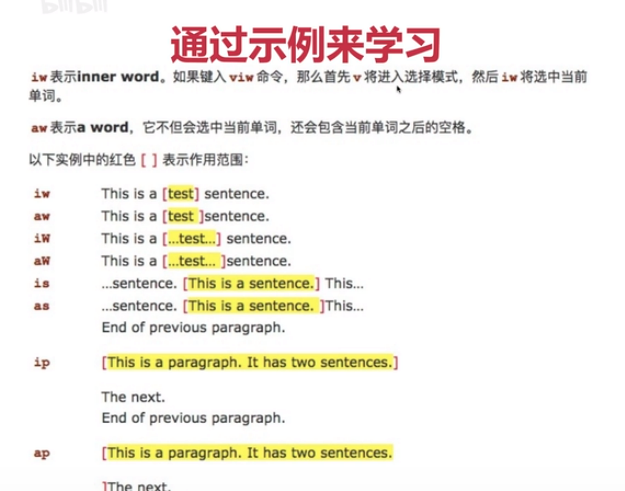 bilibili
通过示例来学习
iw 表示inner word。如果键入 viw 命令，那么首先 v 将进入选择模式，然后 iw 将选中当前
单词。
aw 表示a word，它不但会选中当前单词，还会包含当前单词之后的空格。
以下实例中的红色 [ ] 表示作用范围：
iw This is a [test] sentence.
aw This is a [test ]sentence.
iW This is a [...test...] sentence.
aW This is a [...test... ]sentence.
is ...sentence. [This is a sentence.] This...
as ...sentence. [This is a sentence. ]This...
End of previous paragraph.
ip [This is a paragraph. It has two sentences.]
The next.
End of previous paragraph.
ap [This is a paragraph. It has two sentences.
]The next.